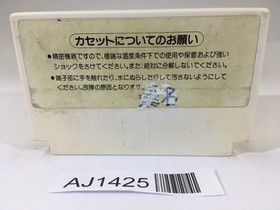 カセットについてのお願い
●精密機器ですので、極端な温度条件下での使用や保管および強い
ショックをさけてください。また、絶対に分解しないでください。
●端子部に手を触れたり、水にぬらしたりして汚さないようにして
ください。故障の原因となります。
AJ1425